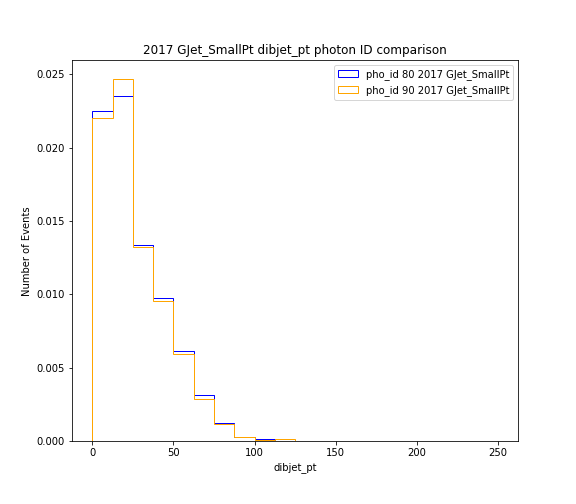 2017 GJet_SmallPt dibjet_pt photon ID comparison
pho_id 80 2017 GJet_SmallPt
pho_id 90 2017 GJet_SmallPt
Number of Events
0.025
0.020
0.015
0.010
0.005
0.000
0 50 100 150 200 250
dibjet_pt